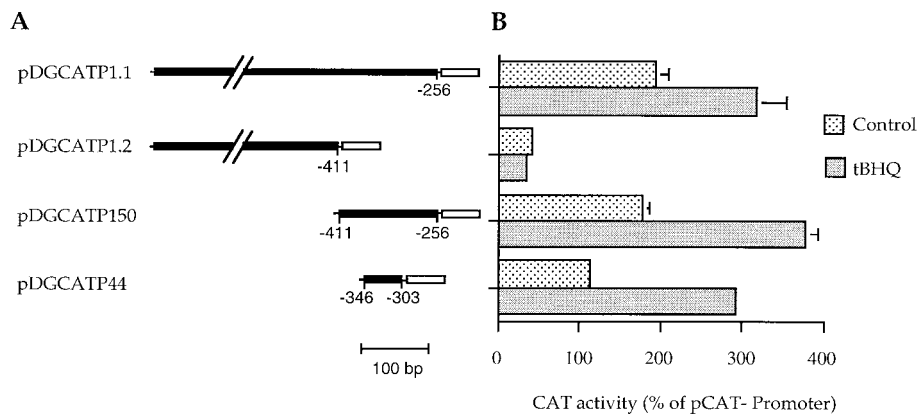 A
B
pDGCATP1.1
-256
pDGCATP1.2
-411
pDGCATP150
-411 -256
pDGCATP44
-346 -303
100 bp
Control
tBHQ
0 100 200 300 400
CAT activity (% of pCAT- Promoter)